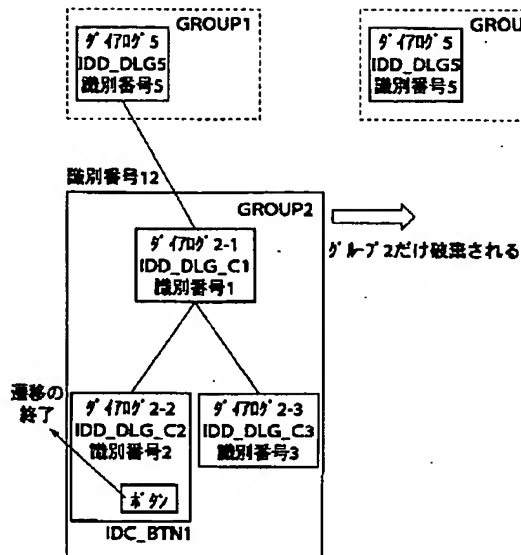 GROUP1
ダイアログ5
IDD_DLG5
識別番号5
GROU
ダイアログ5
IDD_DLG5
識別番号5
識別番号12
GROUP2
ダイアログ2-1
IDD_DLG_C1
識別番号1
グループ2だけ破棄される
遷移の
終了
ダイアログ2-2
IDD_DLG_C2
識別番号2
ボタン
IDC_BTN1
ダイアログ2-3
IDD_DLG_C3
識別番号3